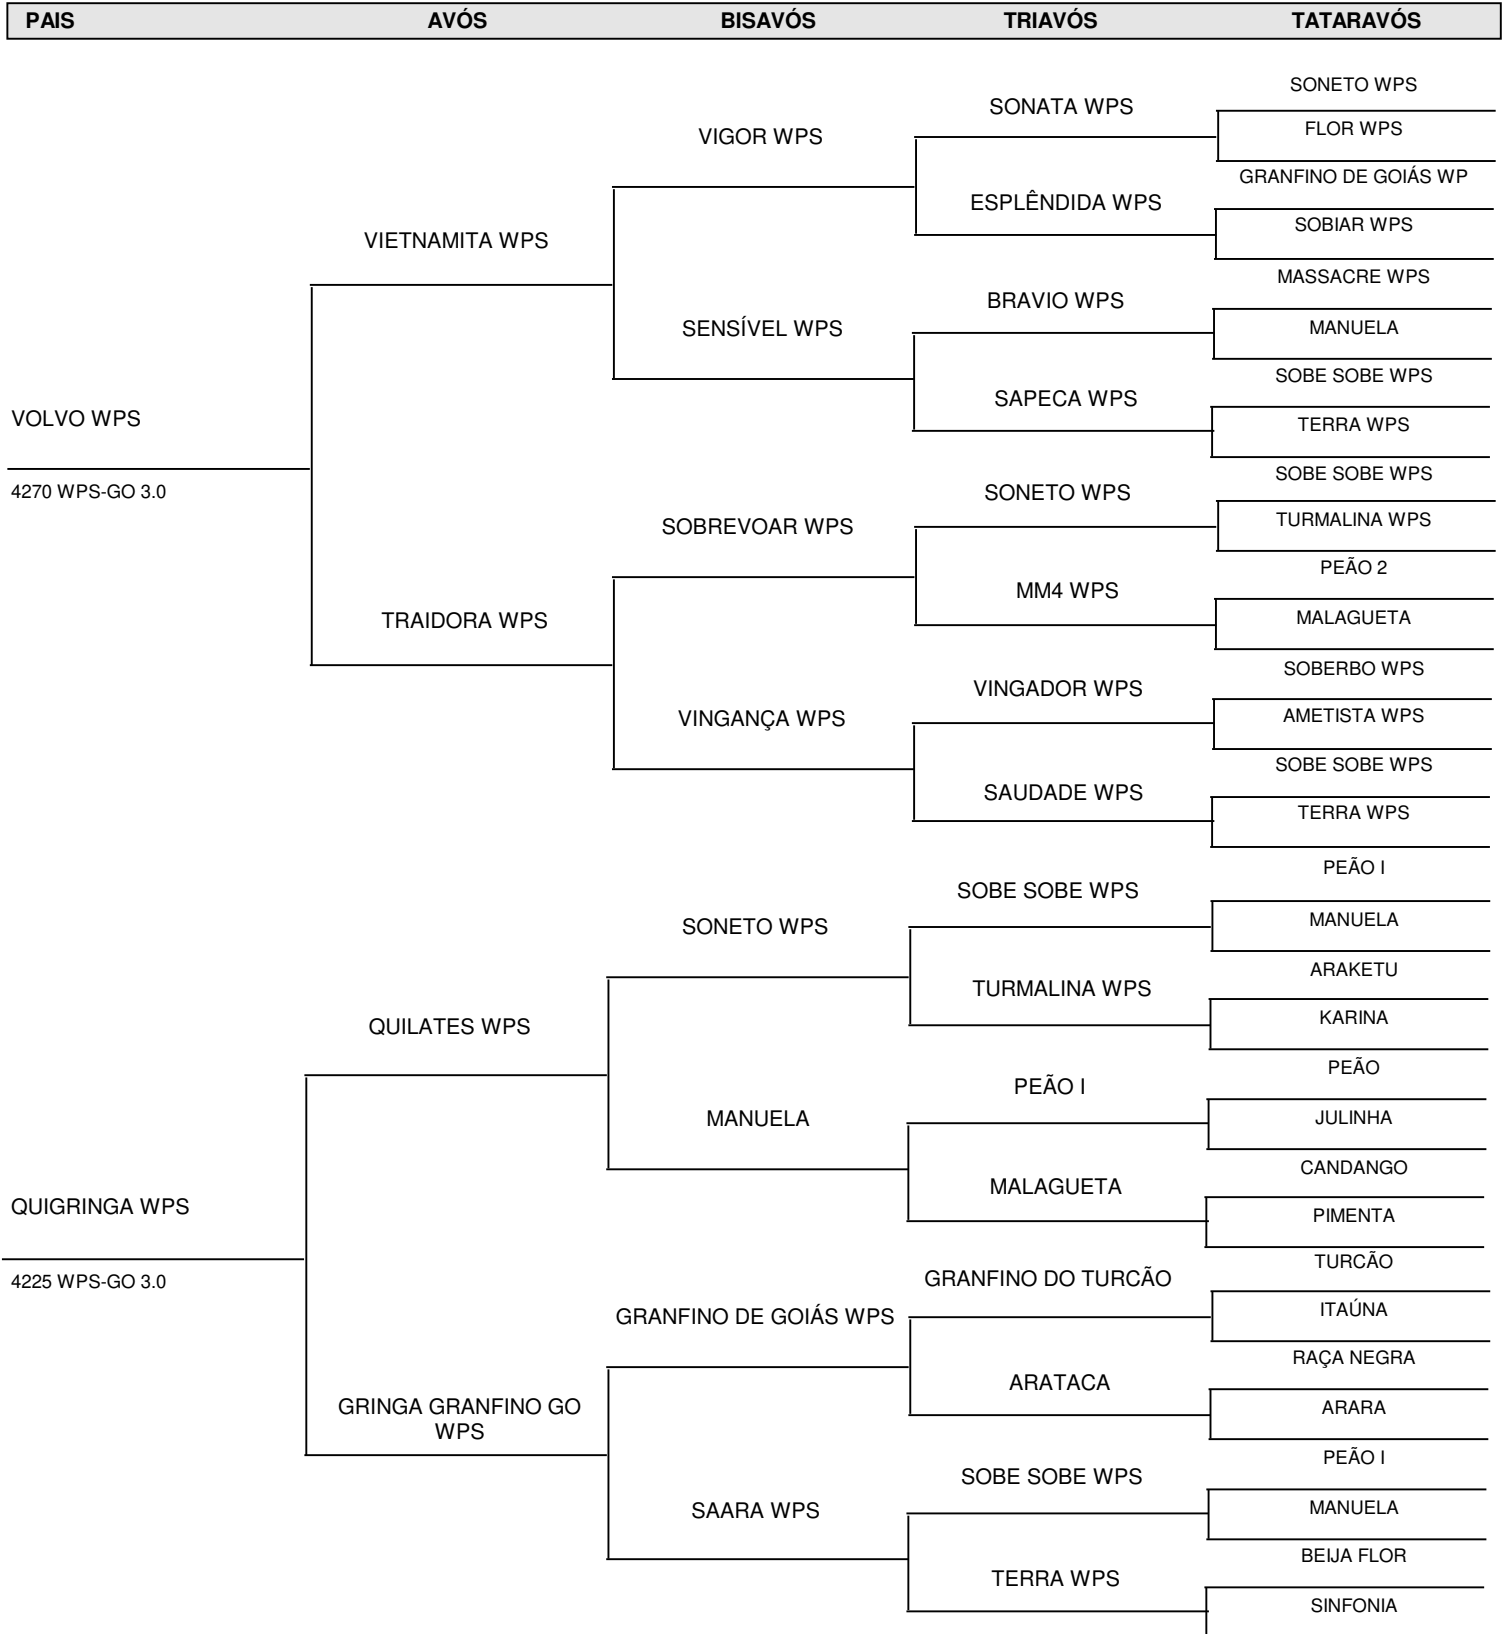 PAIS AVÓS BISAVÓS TRIAVÓS TATARAVÓS
SONETO WPS
SONATA WPS
FLOR WPS
VIGOR WPS
GRANFINO DE GOIÁS WP
ESPLÊNDIDA WPS
SOBIAR WPS
VIETNAMITA WPS
MASSACRE WPS
BRAVIO WPS
MANUELA
SENSÍVEL WPS
SOBE SOBE WPS
SAPECA WPS
TERRA WPS
VOLVO WPS
SOBE SOBE WPS
4270 WPS-GO 3.0
SONETO WPS
TURMALINA WPS
SOBREVOAR WPS
PEÃO 2
MM4 WPS
MALAGUETA
TRAIDORA WPS
SOBERBO WPS
VINGADOR WPS
AMETISTA WPS
VINGANÇA WPS
SOBE SOBE WPS
SAUDADE WPS
TERRA WPS
PEÃO I
SOBE SOBE WPS
MANUELA
SONETO WPS
ARAKETU
TURMALINA WPS
KARINA
QUILATES WPS
PEÃO
PEÃO I
JULINHA
MANUELA
CANDANGO
MALAGUETA
PIMENTA
QUIGRINGA WPS
TURCÃO
4225 WPS-GO 3.0
GRANFINO DO TURCÃO
ITAÚNA
GRANFINO DE GOIÁS WPS
RAÇA NEGRA
ARATACA
ARARA
GRINGA GRANFINO GO
WPS
PEÃO I
SOBE SOBE WPS
MANUELA
SAARA WPS
BEIJA FLOR
TERRA WPS
SINFONIA